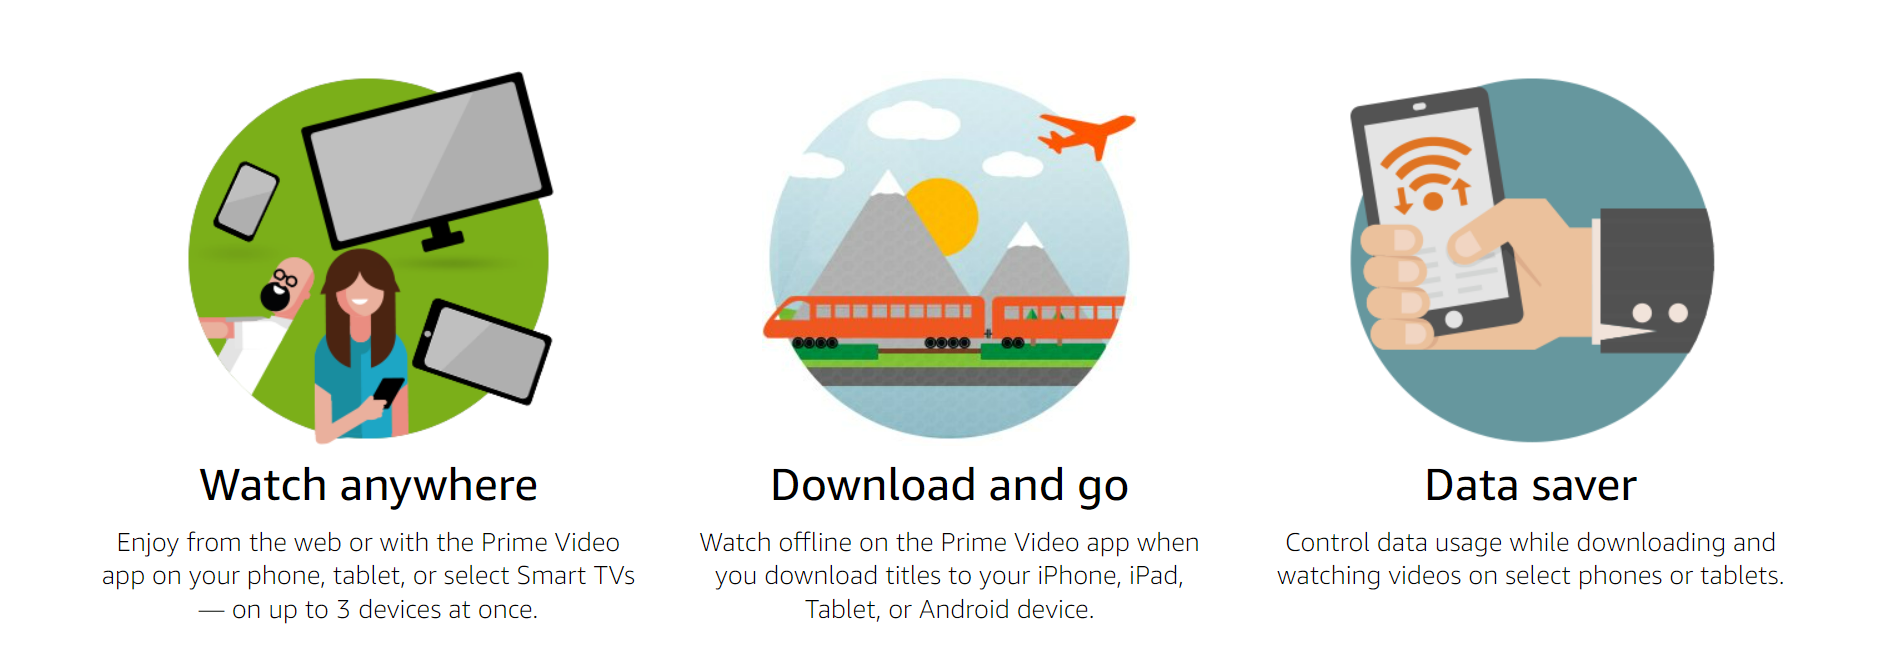 Watch anywhere
Enjoy from the web or with the Prime Video
app on your phone, tablet, or select Smart TVs
— on up to 3 devices at once.
Download and go
Watch offline on the Prime Video app when
you download titles to your iPhone, iPad,
Tablet, or Android device.
Data saver
Control data usage while downloading and
watching videos on select phones or tablets.